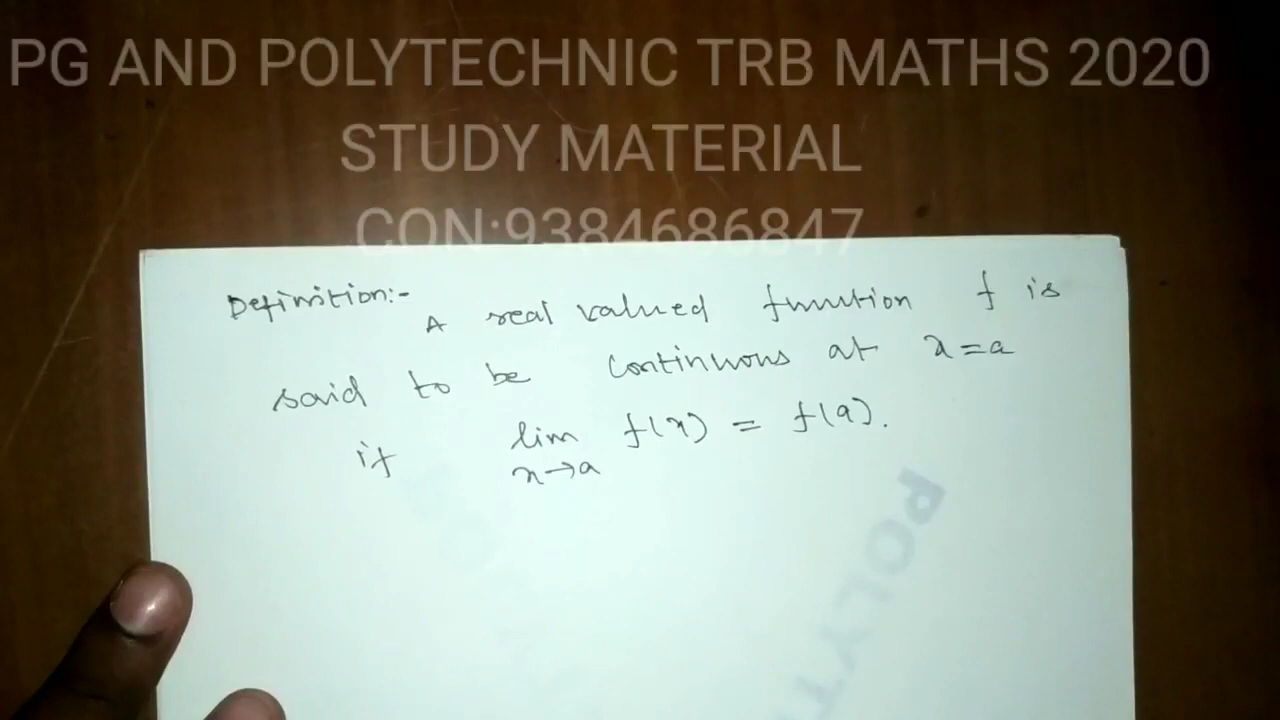 PG AND POLYTECHNIC TRB MATHS 2020
STUDY MATERIAL
CON:9384686847
Definition:-
A real valued function f is
said to be continuous at x=a
if lim f(x) = f(a).
x→a
POLYT